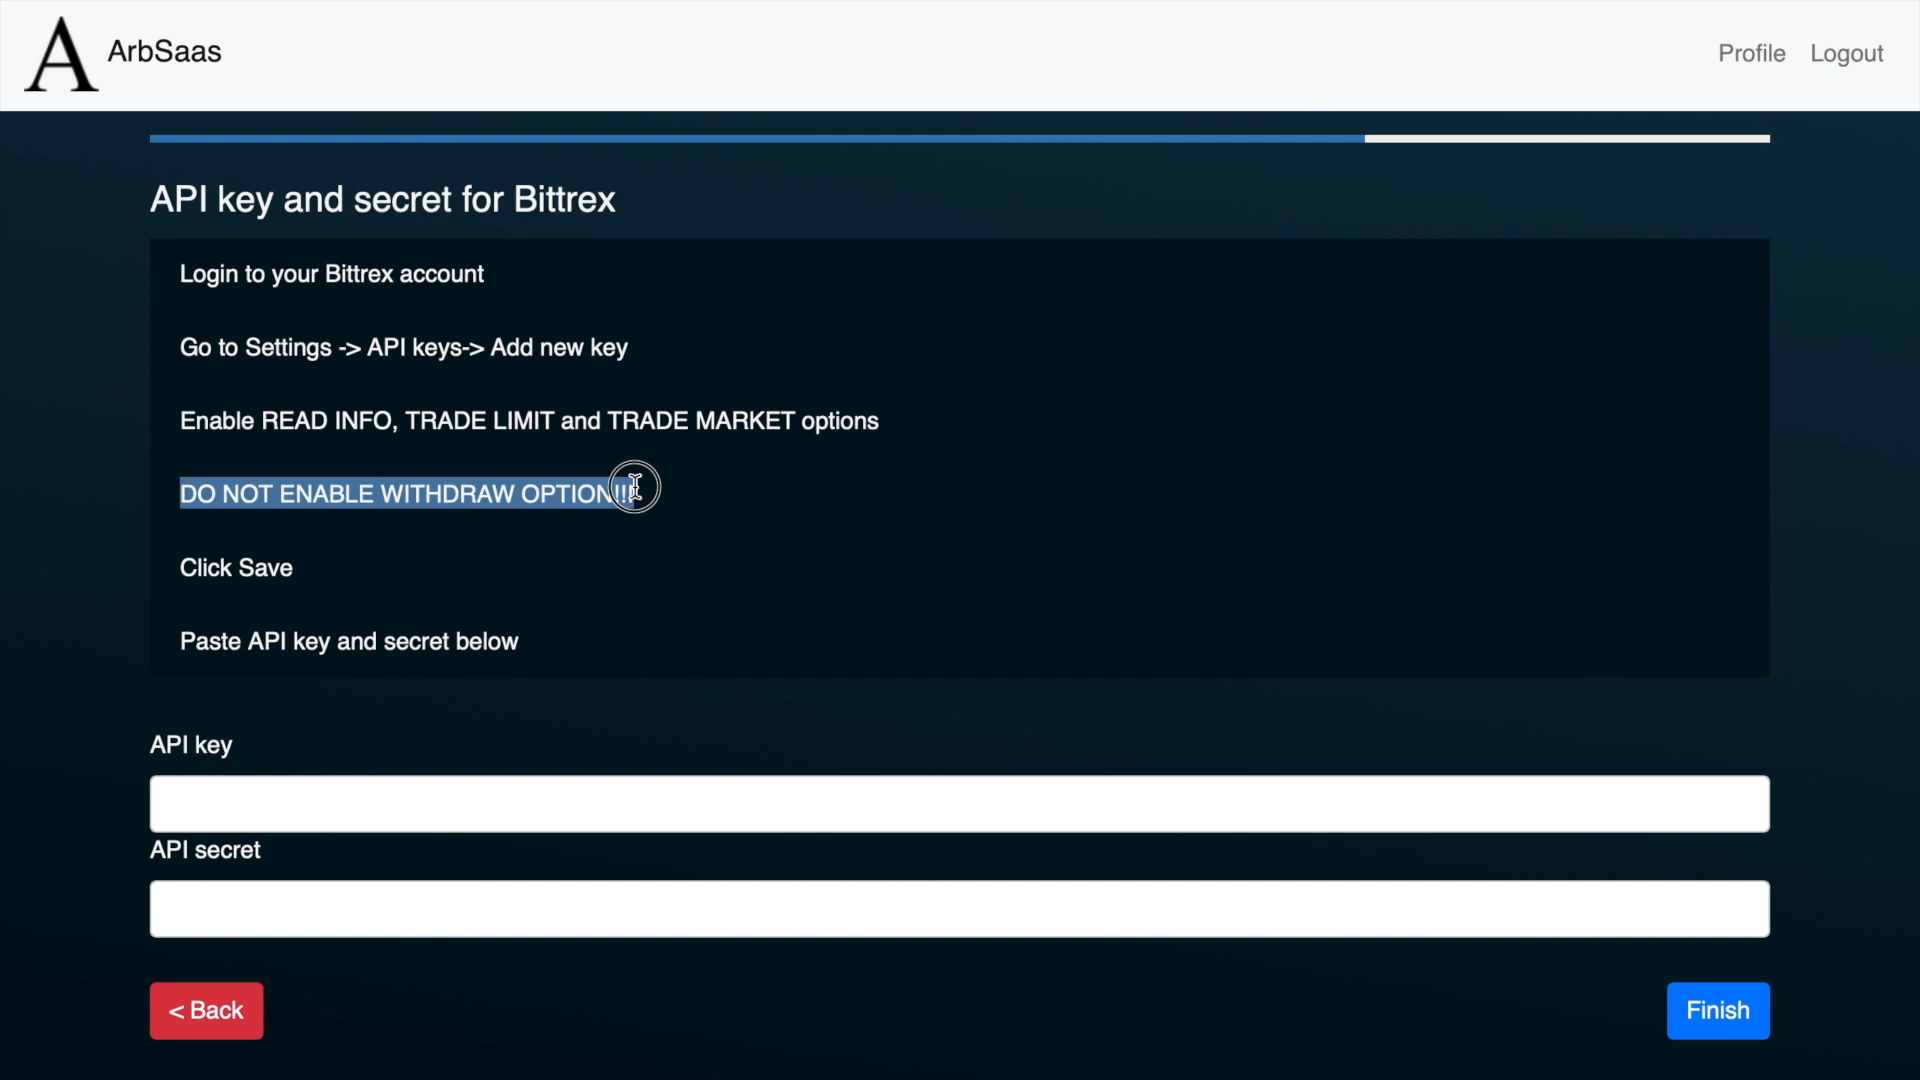 A ArbSaas
Profile Logout
API key and secret for Bittrex
Login to your Bittrex account
Go to Settings -> API keys-> Add new key
Enable READ INFO, TRADE LIMIT and TRADE MARKET options
DO NOT ENABLE WITHDRAW OPTION!!!
Click Save
Paste API key and secret below
API key
API secret
< Back
Finish